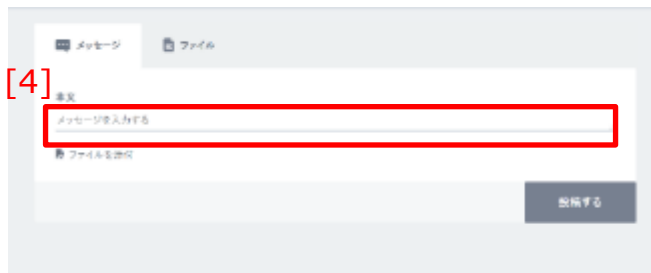 メッセージ ファイル
[4]
本文
メッセージを入力する
ファイルを添付
投稿する